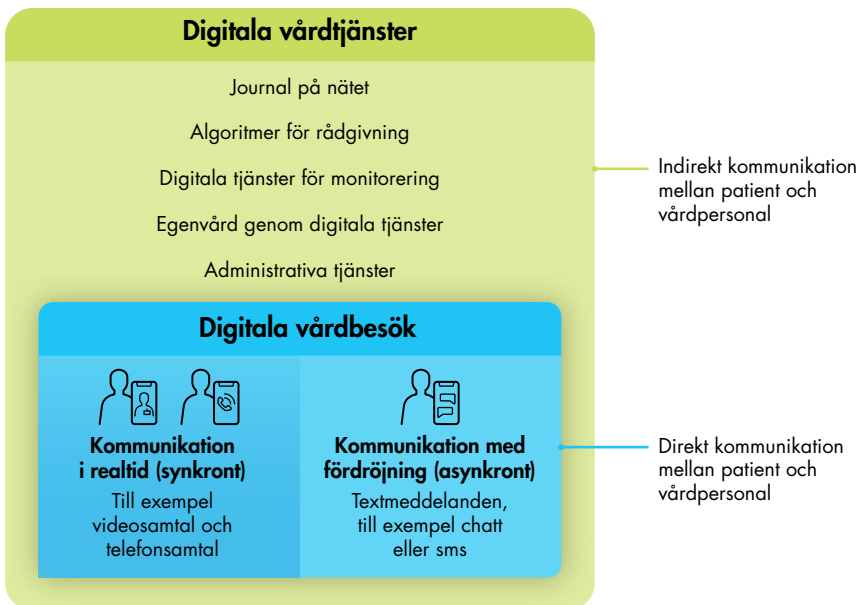 Digitala vårdtjänster
Journal på nätet
Algoritmer för rådgivning
Digitala tjänster för monitorering
Egenvård genom digitala tjänster
Administrativa tjänster
Indirekt kommunikation
mellan patient och
vårdpersonal
Digitala vårdbesök
Kommunikation
i realtid (synkront)
Till exempel
videosamtal och
telefonsamtal
Kommunikation med
fördröjning (asynkront)
Textmeddelanden,
till exempel chatt
eller sms
Direkt kommunikation
mellan patient och
vårdpersonal